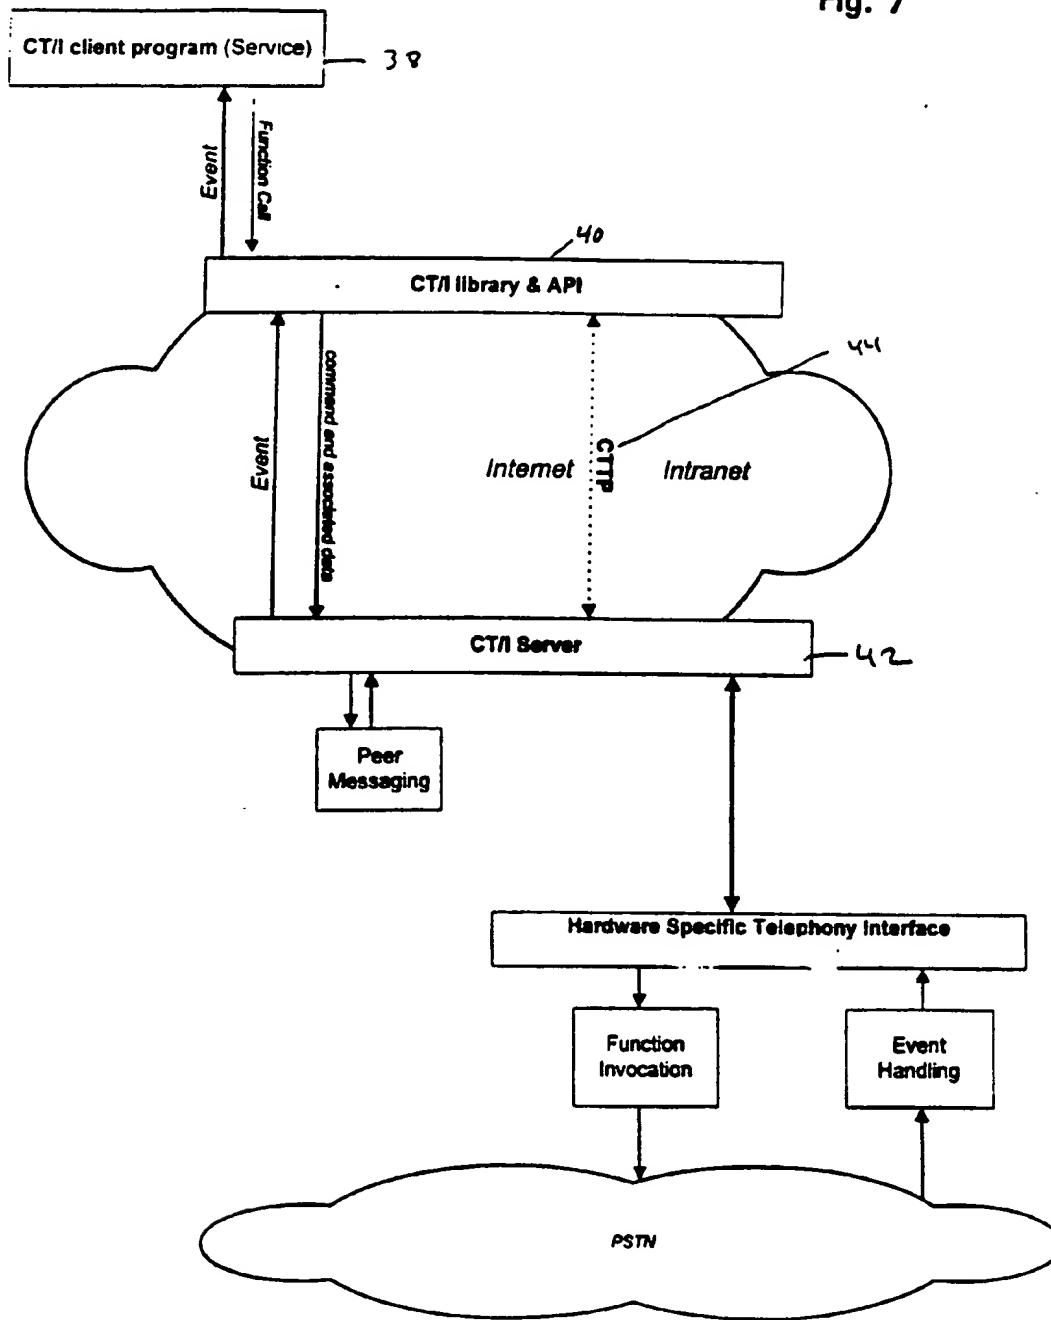 Fig. 7
CT/I client program (Service)
38
Event
Function Call
40
CT/I library & API
44
Event
command and associated data
Internet
CTTP
Intranet
CT/I Server
42
Peer
Messaging
Hardware Specific Telephony Interface
Function
Invocation
Event
Handling
PSTN